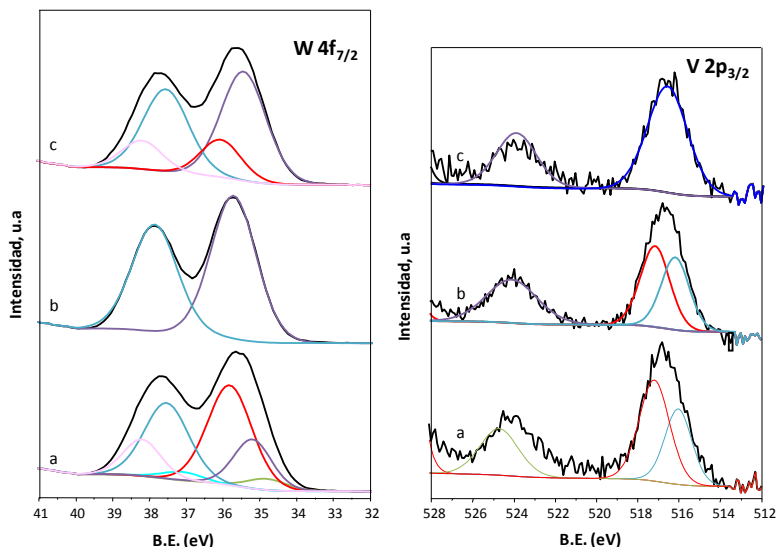 W 4f7/2
c
b
a
Intensidad, u.a
41 40 39 38 37 36 35 34 33 32
B.E. (eV)
V 2p3/2
c
b
a
Intensidad, u.a
528 526 524 522 520 518 516 514 512
B.E. (eV)